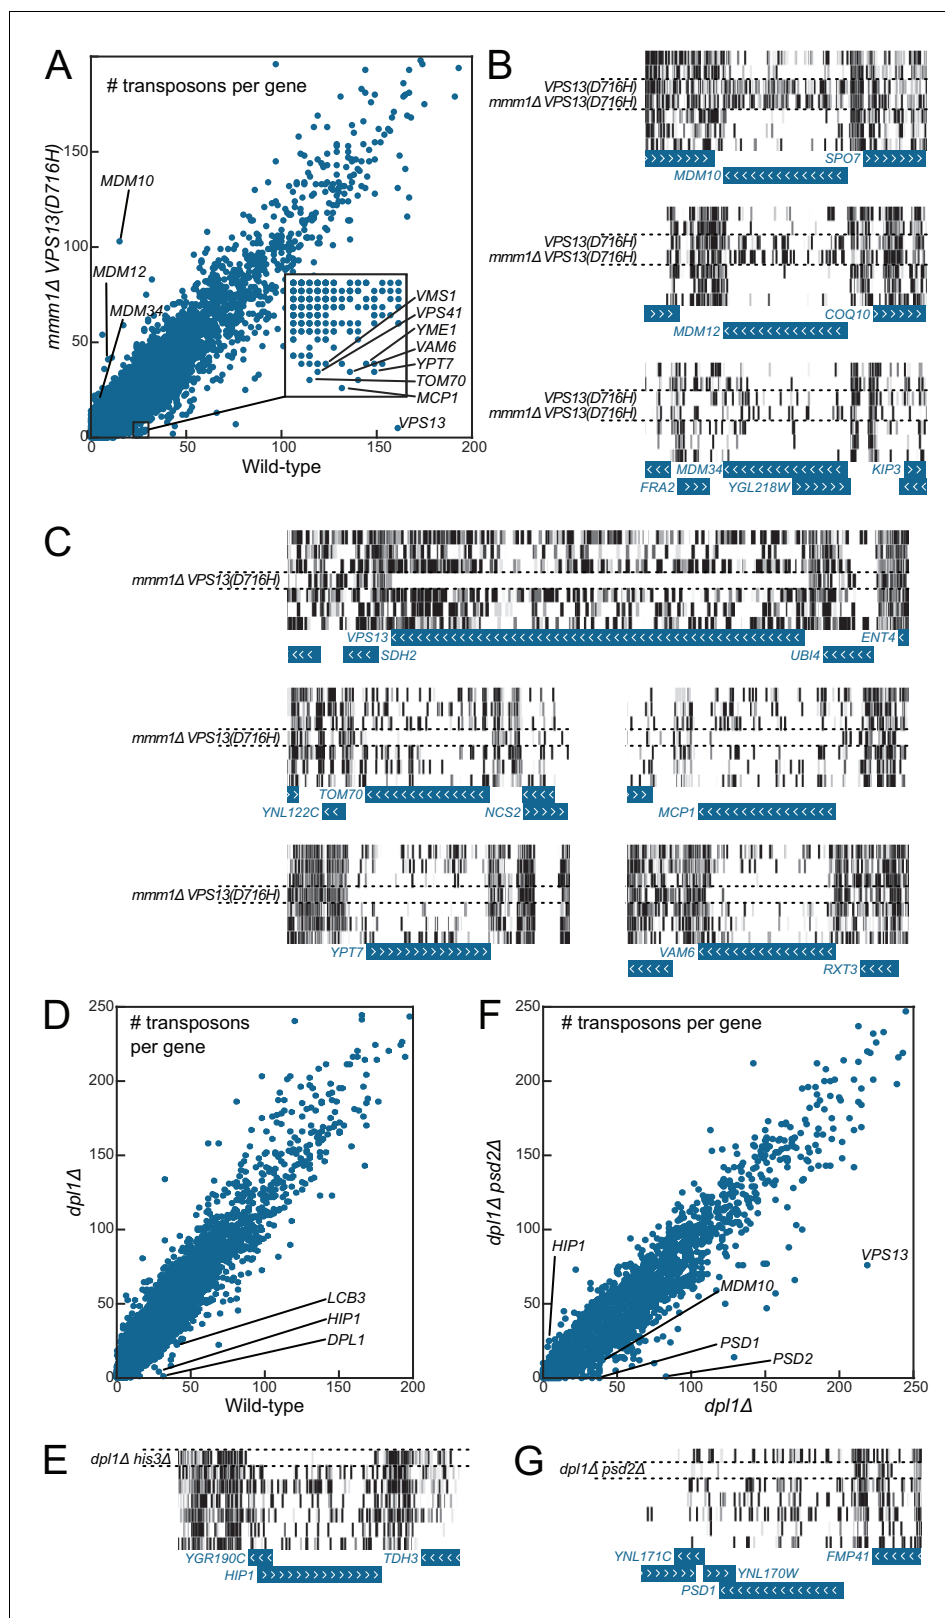 A
# transposons per gene
mmm1Δ VPS13(D716H)
150
100
50
0
0
50
100
150
200
Wild-type
MDM10
MDM12
MDM34
VMS1
VPS41
YME1
VAM6
YPT7
TOM70
MCP1
VPS13
B
VPS13(D716H)
mmm1Δ VPS13(D716H)
SPO7
MDM10
VPS13(D716H)
mmm1Δ VPS13(D716H)
COQ10
MDM12
VPS13(D716H)
mmm1Δ VPS13(D716H)
MDM34
KIP3
FRA2
YGL218W
C
mmm1Δ VPS13(D716H)
VPS13
ENT4
SDH2
UBI4
mmm1Δ VPS13(D716H)
TOM70
YNL122C
NCS2
MCP1
mmm1Δ VPS13(D716H)
YPT7
VAM6
RXT3
D
# transposons
per gene
dpl1Δ
250
200
150
100
50
0
0
50
100
150
200
Wild-type
LCB3
HIP1
DPL1
F
# transposons per gene
dpl1Δ psd2Δ
250
200
150
100
50
0
0
50
100
150
200
250
dpl1Δ
HIP1
VPS13
MDM10
PSD1
PSD2
E
dpl1Δ his3Δ
YGR190C
TDH3
HIP1
G
dpl1Δ psd2Δ
YNL171C
FMP41
YNL170W
PSD1